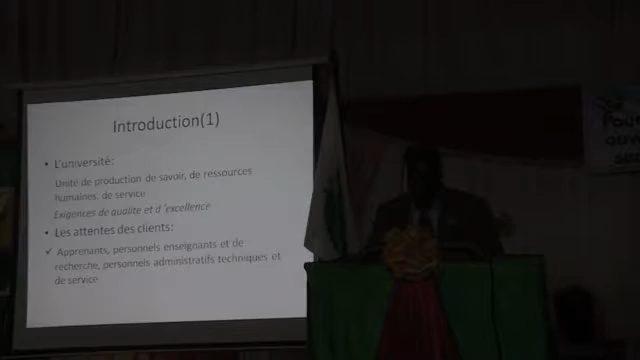 Introduction(1)
• L'université:
Unité de production de savoir, de ressources
humaines, de service
Exigences de qualite et d 'excellence
• Les attentes des clients:
✓ Apprenants, personnels enseignants et de
recherche, personnels administratifs techniques et
de service